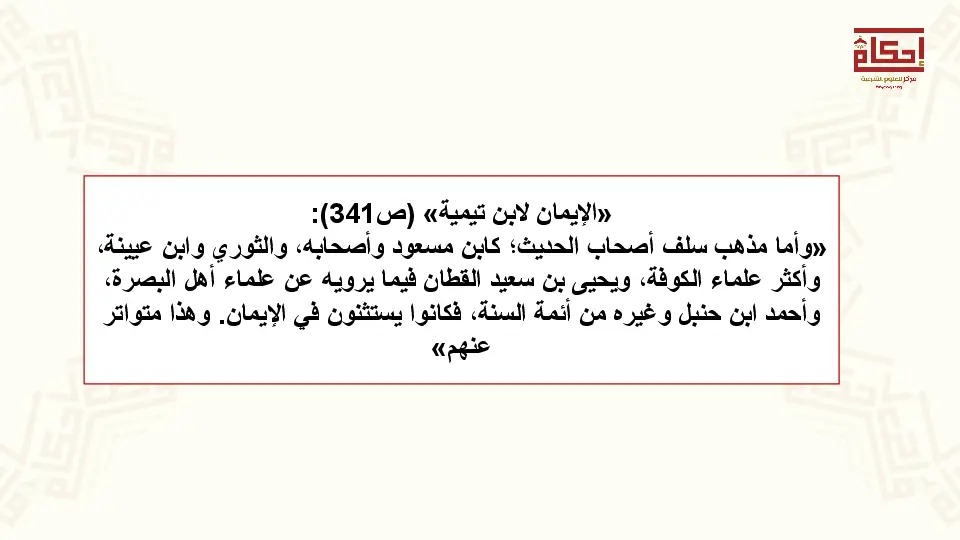 إحكام
مركز للعلوم الشرعية
«الإيمان لابن تيمية» (ص341):
«وأما مذهب سلف أصحاب الحديث؛ كابن مسعود وأصحابه، والثوري وابن عيينة،
وأكثر علماء الكوفة، ويحيى بن سعيد القطان فيما يرويه عن علماء أهل البصرة،
وأحمد ابن حنبل وغيره من أئمة السنة، فكانوا يستثنون في الإيمان. وهذا متواتر
عنهم»